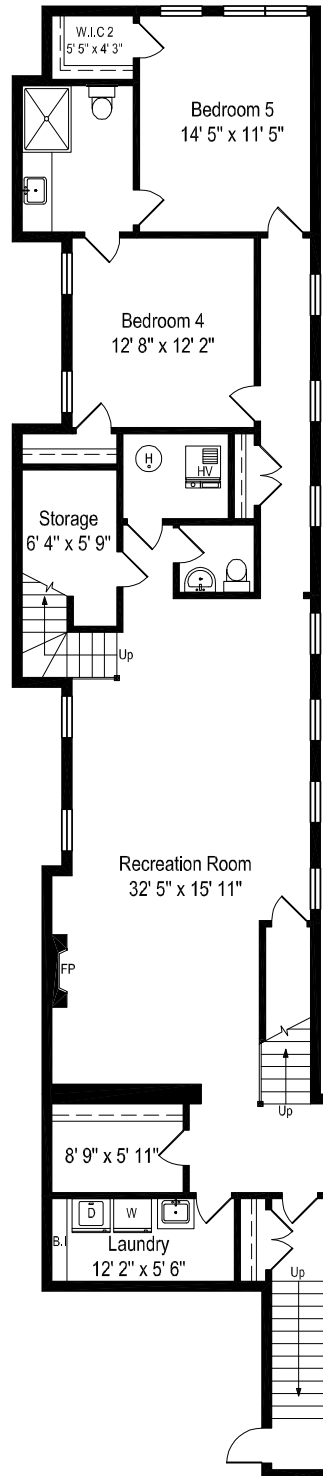 W.I.C 2
5' 5" x 4' 3"
Bedroom 5
14' 5" x 11' 5"
Bedroom 4
12' 8" x 12' 2"
H
HV
Storage
6' 4" x 5' 9"
Up
Recreation Room
32' 5" x 15' 11"
FP
Up
8' 9" x 5' 11"
D
W
B.I
Laundry
12' 2" x 5' 6"
Up